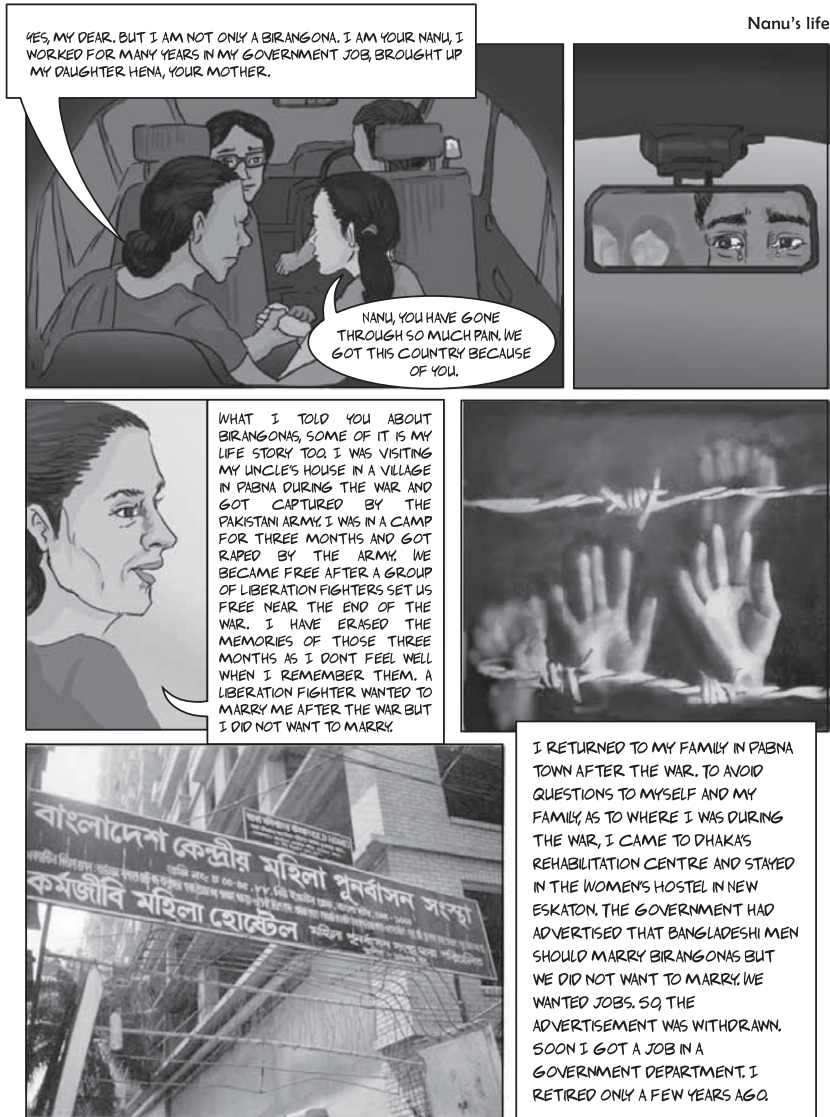 Nanu's life
YES, MY DEAR. BUT I AM NOT ONLY A BIRANGONA. I AM YOUR NANU, I
WORKED FOR MANY YEARS IN MY GOVERNMENT JOB, BROUGHT UP
MY DAUGHTER HENA, YOUR MOTHER.
NANU, YOU HAVE GONE
THROUGH SO MUCH PAIN. WE
GOT THIS COUNTRY BECAUSE
OF YOU.
WHAT I TOLD YOU ABOUT
BIRANGONAS, SOME OF IT IS MY
LIFE STORY TOO. I WAS VISITING
MY UNCLE'S HOUSE IN A VILLAGE
IN PABNA DURING THE WAR AND
GOT CAPTURED BY THE
PAKISTANI ARMY. I WAS IN A CAMP
FOR THREE MONTHS AND GOT
RAPED BY THE ARMY. WE
BECAME FREE AFTER A GROUP
OF LIBERATION FIGHTERS SET US
FREE NEAR THE END OF THE
WAR. I HAVE ERASED THE
MEMORIES OF THOSE THREE
MONTHS AS I DONT FEEL WELL
WHEN I REMEMBER THEM. A
LIBERATION FIGHTER WANTED TO
MARRY ME AFTER THE WAR BUT
I DID NOT WANT TO MARRY.
বাংলাদেশ কেন্দ্রীয় মহিলা পুনর্বাসন সংস্থা
কর্মজীবি মহিলা হোষ্টেল
I RETURNED TO MY FAMILY IN PABNA
TOWN AFTER THE WAR. TO AVOID
QUESTIONS TO MYSELF AND MY
FAMILY, AS TO WHERE I WAS DURING
THE WAR, I CAME TO DHAKA'S
REHABILITATION CENTRE AND STAYED
IN THE WOMEN'S HOSTEL IN NEW
ESKATON. THE GOVERNMENT HAD
ADVERTISED THAT BANGLADESHI MEN
SHOULD MARRY BIRANGONAS BUT
WE DID NOT WANT TO MARRY. WE
WANTED JOBS. SO, THE
ADVERTISEMENT WAS WITHDRAWN.
SOON I GOT A JOB IN A
GOVERNMENT DEPARTMENT. I
RETIRED ONLY A FEW YEARS AGO.